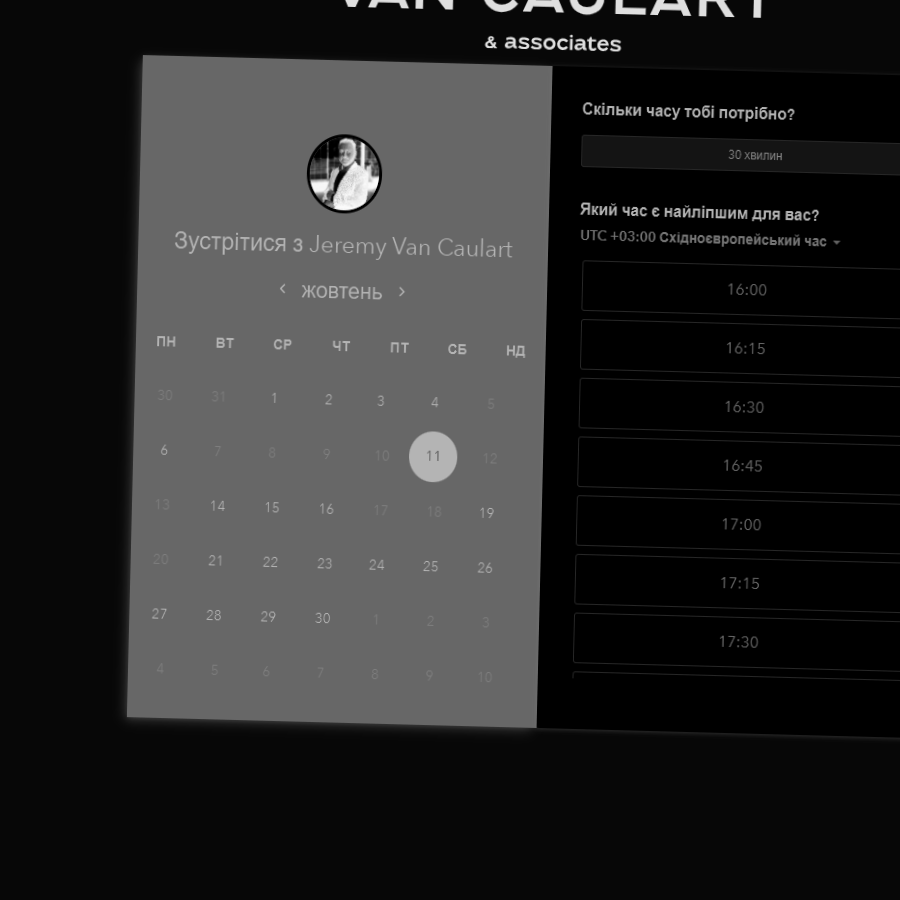 VAN CAULART
& associates
Зустрітися з Jeremy Van Caulart
‹ жовтень ›
ПН ВТ СР ЧТ ПТ СБ НД
30 31 1 2 3 4 5
6 7 8 9 10 11 12
13 14 15 16 17 18 19
20 21 22 23 24 25 26
27 28 29 30 1 2 3
4 5 6 7 8 9 10
Скільки часу тобі потрібно?
30 хвилин
Який час є найліпшим для вас?
UTC +03:00 Східноєвропейський час
16:00
16:15
16:30
16:45
17:00
17:15
17:30